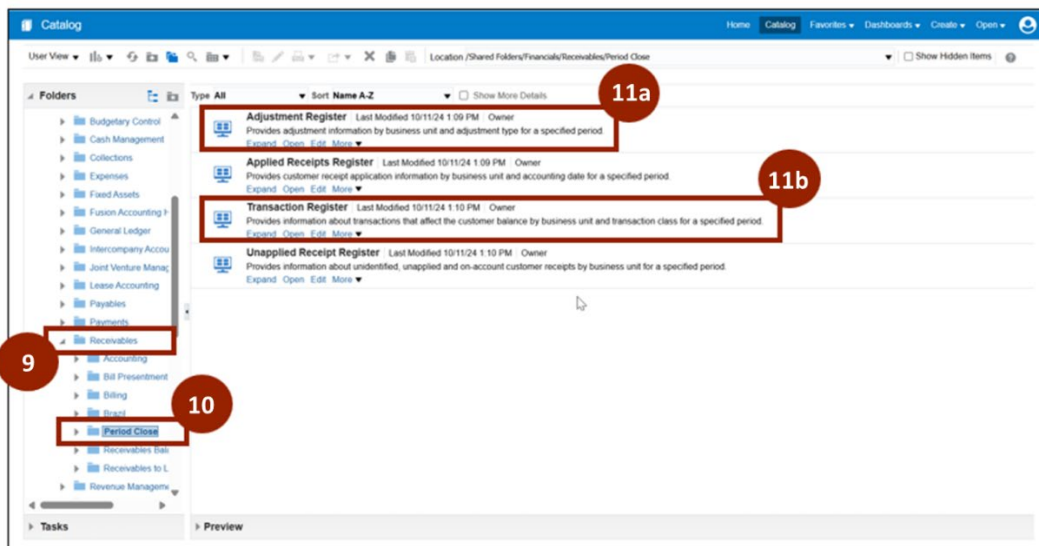 Catalog
Home Catalog Favorites Dashboards Create Open
User View
Location /Shared Folders/Financials/Receivables/Period Close
Show Hidden Items
Folders
Type All Sort Name A-Z Show More Details
11a
Budgetary Control
Cash Management
Collections
Expenses
Fixed Assets
Fusion Accounting H
General Ledger
Intercompany Accou
Joint Venture Manag
Lease Accounting
Payables
Payments
Receivables
9
Accounting
Bill Presentment
Billing
Brazil
10
Period Close
Receivables Bal
Receivables to L
Revenue Manageme
Tasks
Adjustment Register Last Modified 10/11/24 1:09 PM Owner
Provides adjustment information by business unit and adjustment type for a specified period.
Expand Open Edit More
Applied Receipts Register Last Modified 10/11/24 1:09 PM Owner
Provides customer receipt application information by business unit and accounting date for a specified period.
Expand Open Edit More
11b
Transaction Register Last Modified 10/11/24 1:10 PM Owner
Provides information about transactions that affect the customer balance by business unit and transaction class for a specified period.
Expand Open Edit More
Unapplied Receipt Register Last Modified 10/11/24 1:10 PM Owner
Provides information about unidentified, unapplied and on-account customer receipts by business unit for a specified period.
Expand Open Edit More
Preview